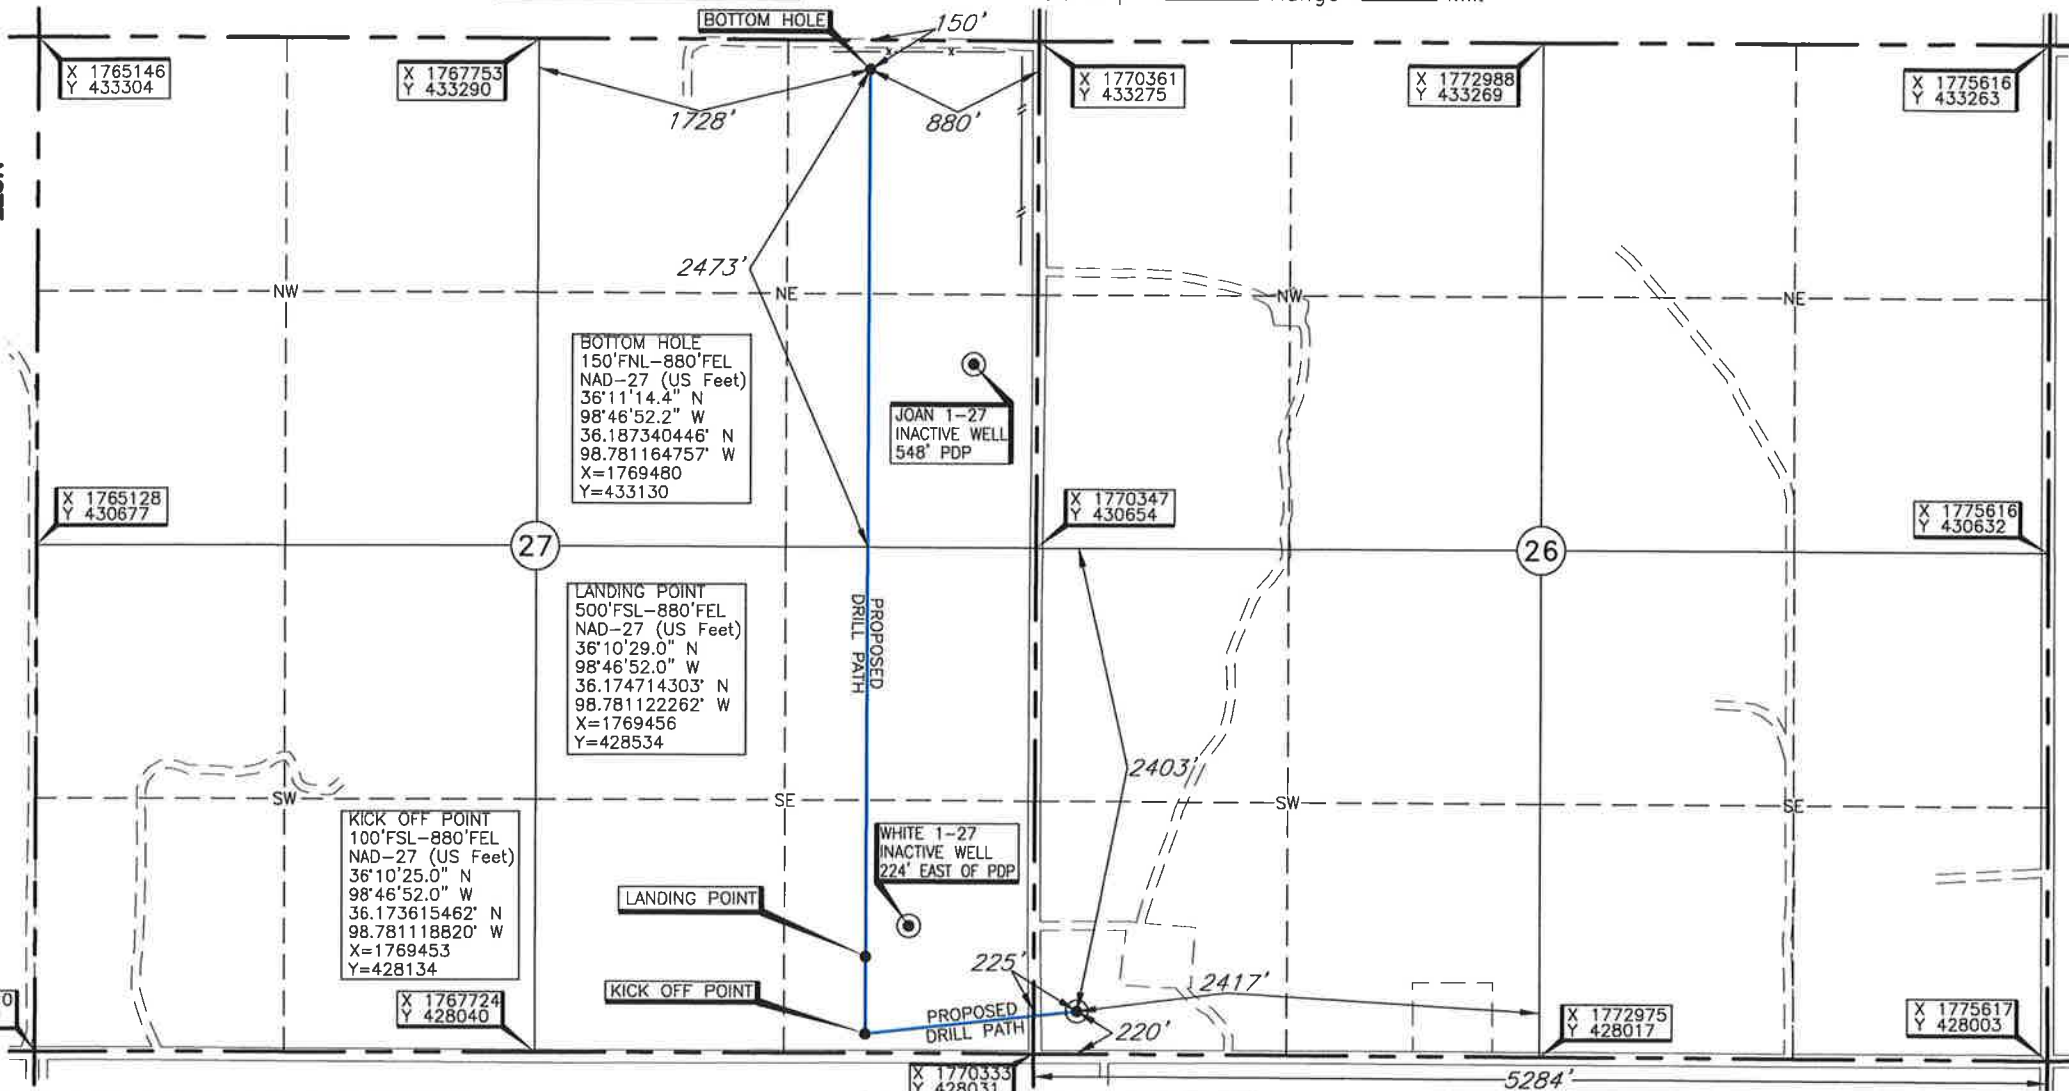 BOTTOM HOLE
150'
X 1765146
Y 433304
X 1767753
Y 433290
X 1770361
Y 433275
X 1772988
Y 433269
X 1775616
Y 433263
1728'
880'
2473'
NW
NE
NW
NE
BOTTOM HOLE
150'FNL-880'FEL
NAD-27 (US Feet)
36°11'14.4" N
98°46'52.2" W
36.187340446° N
98.781164757° W
X=1769480
Y=433130
JOAN 1-27
INACTIVE WELL
548' PDP
X 1765128
Y 430677
X 1770347
Y 430654
X 1775616
Y 430632
27
26
LANDING POINT
500'FSL-880'FEL
NAD-27 (US Feet)
36°10'29.0" N
98°46'52.0" W
36.174714303° N
98.781122262° W
X=1769456
Y=428534
PROPOSED
DRILL PATH
2403'
SW
SE
SW
SE
KICK OFF POINT
100'FSL-880'FEL
NAD-27 (US Feet)
36°10'25.0" N
98°46'52.0" W
36.173615462° N
98.781118820° W
X=1769453
Y=428134
WHITE 1-27
INACTIVE WELL
224' EAST OF PDP
LANDING POINT
KICK OFF POINT
225'
2417'
PROPOSED
DRILL PATH
220'
0
X 1767724
Y 428040
X 1772975
Y 428017
X 1775617
Y 428003
X 1770333
Y 428031
5284'